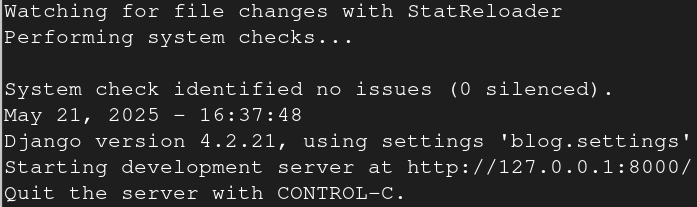 Watching for file changes with StatReloader
Performing system checks...
System check identified no issues (0 silenced).
May 21, 2025 - 16:37:48
Django version 4.2.21, using settings 'blog.settings'
Starting development server at http://127.0.0.1:8000/
Quit the server with CONTROL-C.